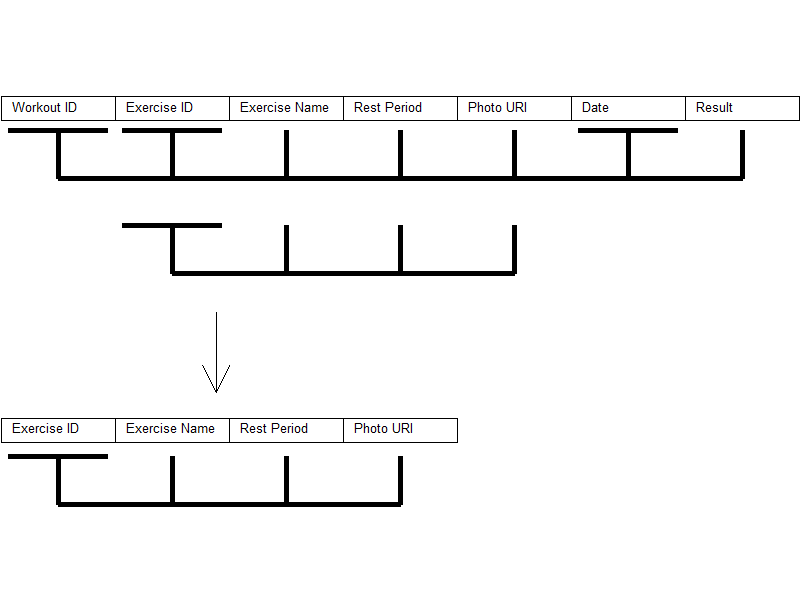 Workout ID Exercise ID Exercise Name Rest Period Photo URI Date Result
Exercise ID Exercise Name Rest Period Photo URI